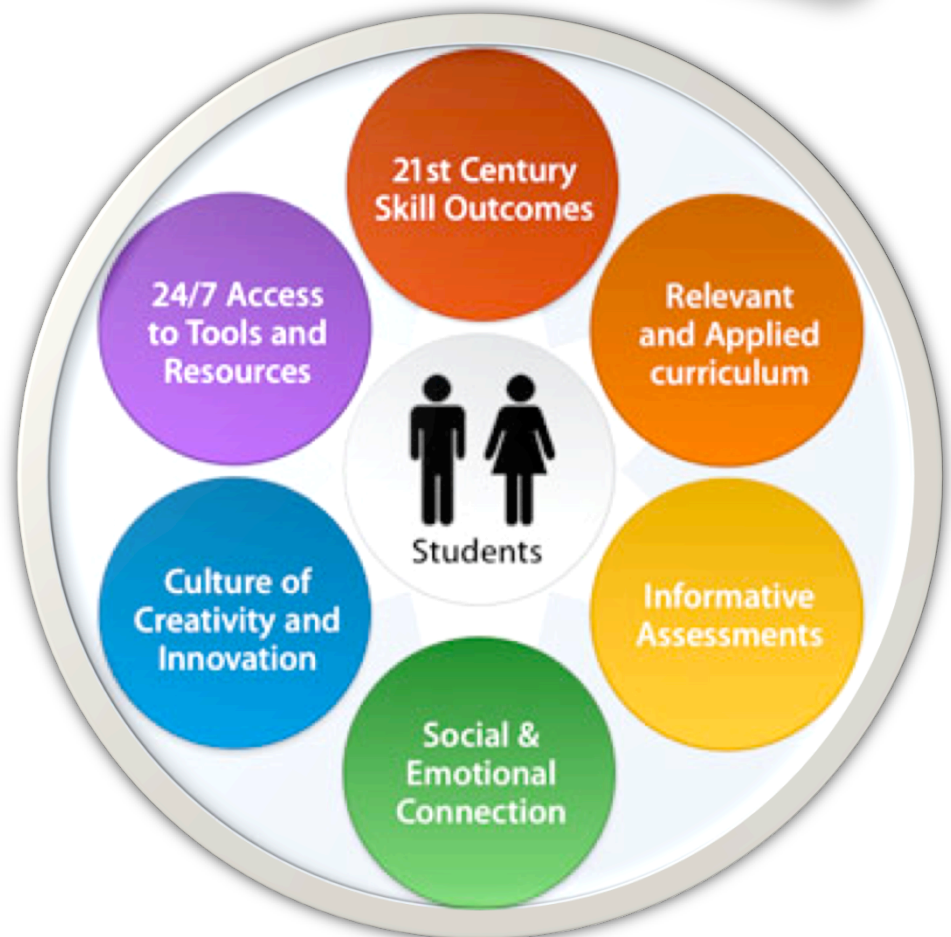 21st Century
Skill Outcomes
Relevant
and Applied
curriculum
Informative
Assessments
Social &
Emotional
Connection
Culture of
Creativity and
Innovation
24/7 Access
to Tools and
Resources
Students